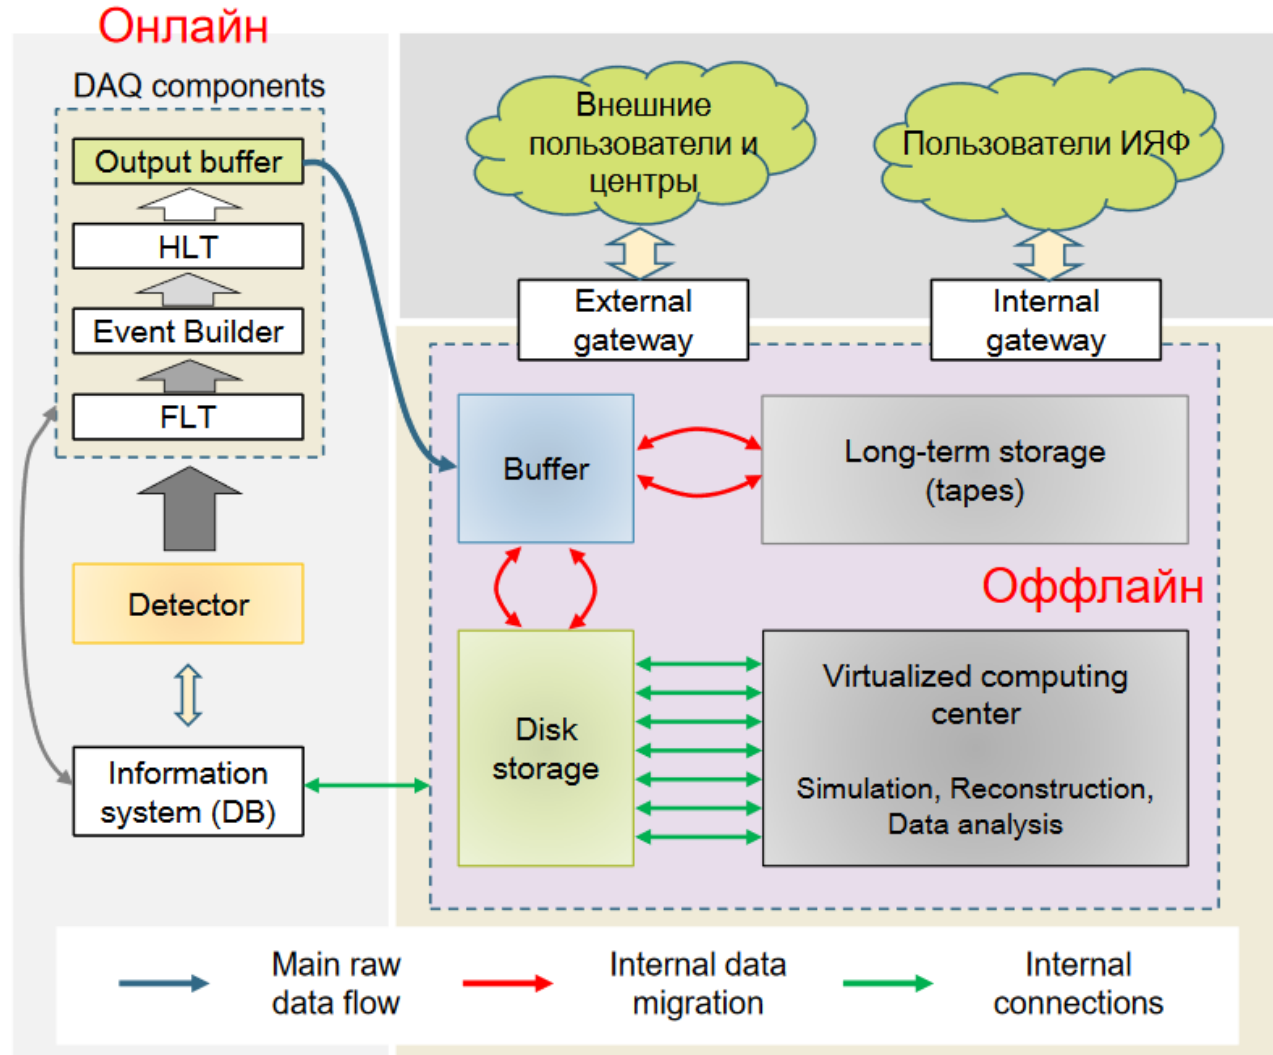 Онлайн
DAQ components
Output buffer
HLT
Event Builder
FLT
Detector
Information
system (DB)
Внешние
пользователи и
центры
Пользователи ИЯФ
External
gateway
Internal
gateway
Buffer
Long-term storage
(tapes)
Оффлайн
Disk
storage
Virtualized computing
center
Simulation, Reconstruction,
Data analysis
Main raw
data flow
Internal data
migration
Internal
connections